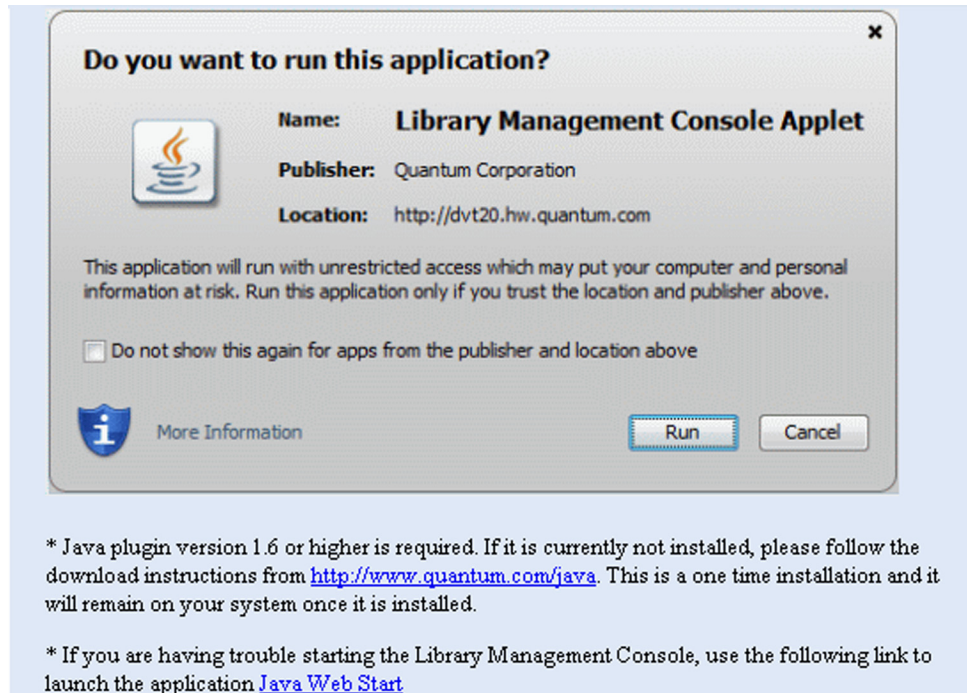 Do you want to run this application?
Name: Library Management Console Applet
Publisher: Quantum Corporation
Location: http://dvt20.hw.quantum.com
This application will run with unrestricted access which may put your computer and personal
information at risk. Run this application only if you trust the location and publisher above.
Do not show this again for apps from the publisher and location above
More Information
Run
Cancel
* Java plugin version 1.6 or higher is required. If it is currently not installed, please follow the
download instructions from http://www.quantum.com/java. This is a one time installation and it
will remain on your system once it is installed.
* If you are having trouble starting the Library Management Console, use the following link to
launch the application Java Web Start